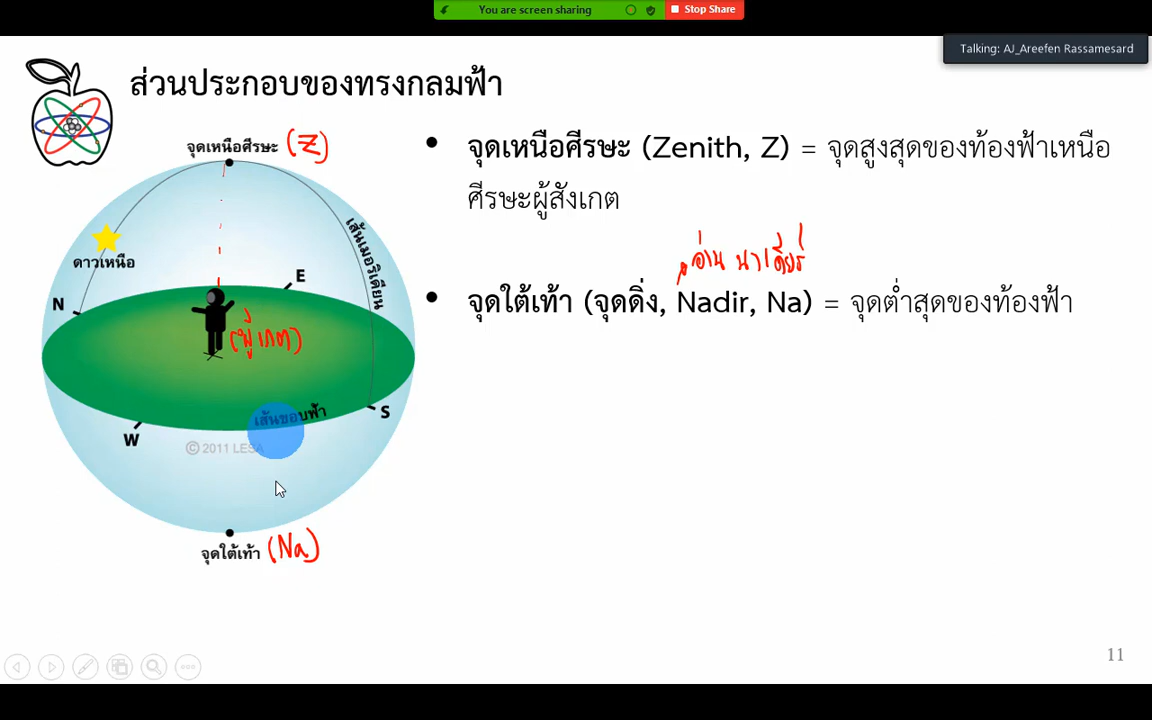 You are screen sharing
Stop Share
Talking: AJ_Areefen Rassamesard
ส่วนประกอบของทรงกลมฟ้า
จุดเหนือศีรษะ (Z)
ดาวเหนือ
เส้นเมอริเดียน
N
E
S
W
เส้นขอบฟ้า
© 2011 LESA
จุดใต้เท้า (Na)
• จุดเหนือศีรษะ (Zenith, Z) = จุดสูงสุดของท้องฟ้าเหนือ
ศีรษะผู้สังเกต
อ่าน นาเดียร์
• จุดใต้เท้า (จุดดิ่ง, Nadir, Na) = จุดต่ำสุดของท้องฟ้า
11